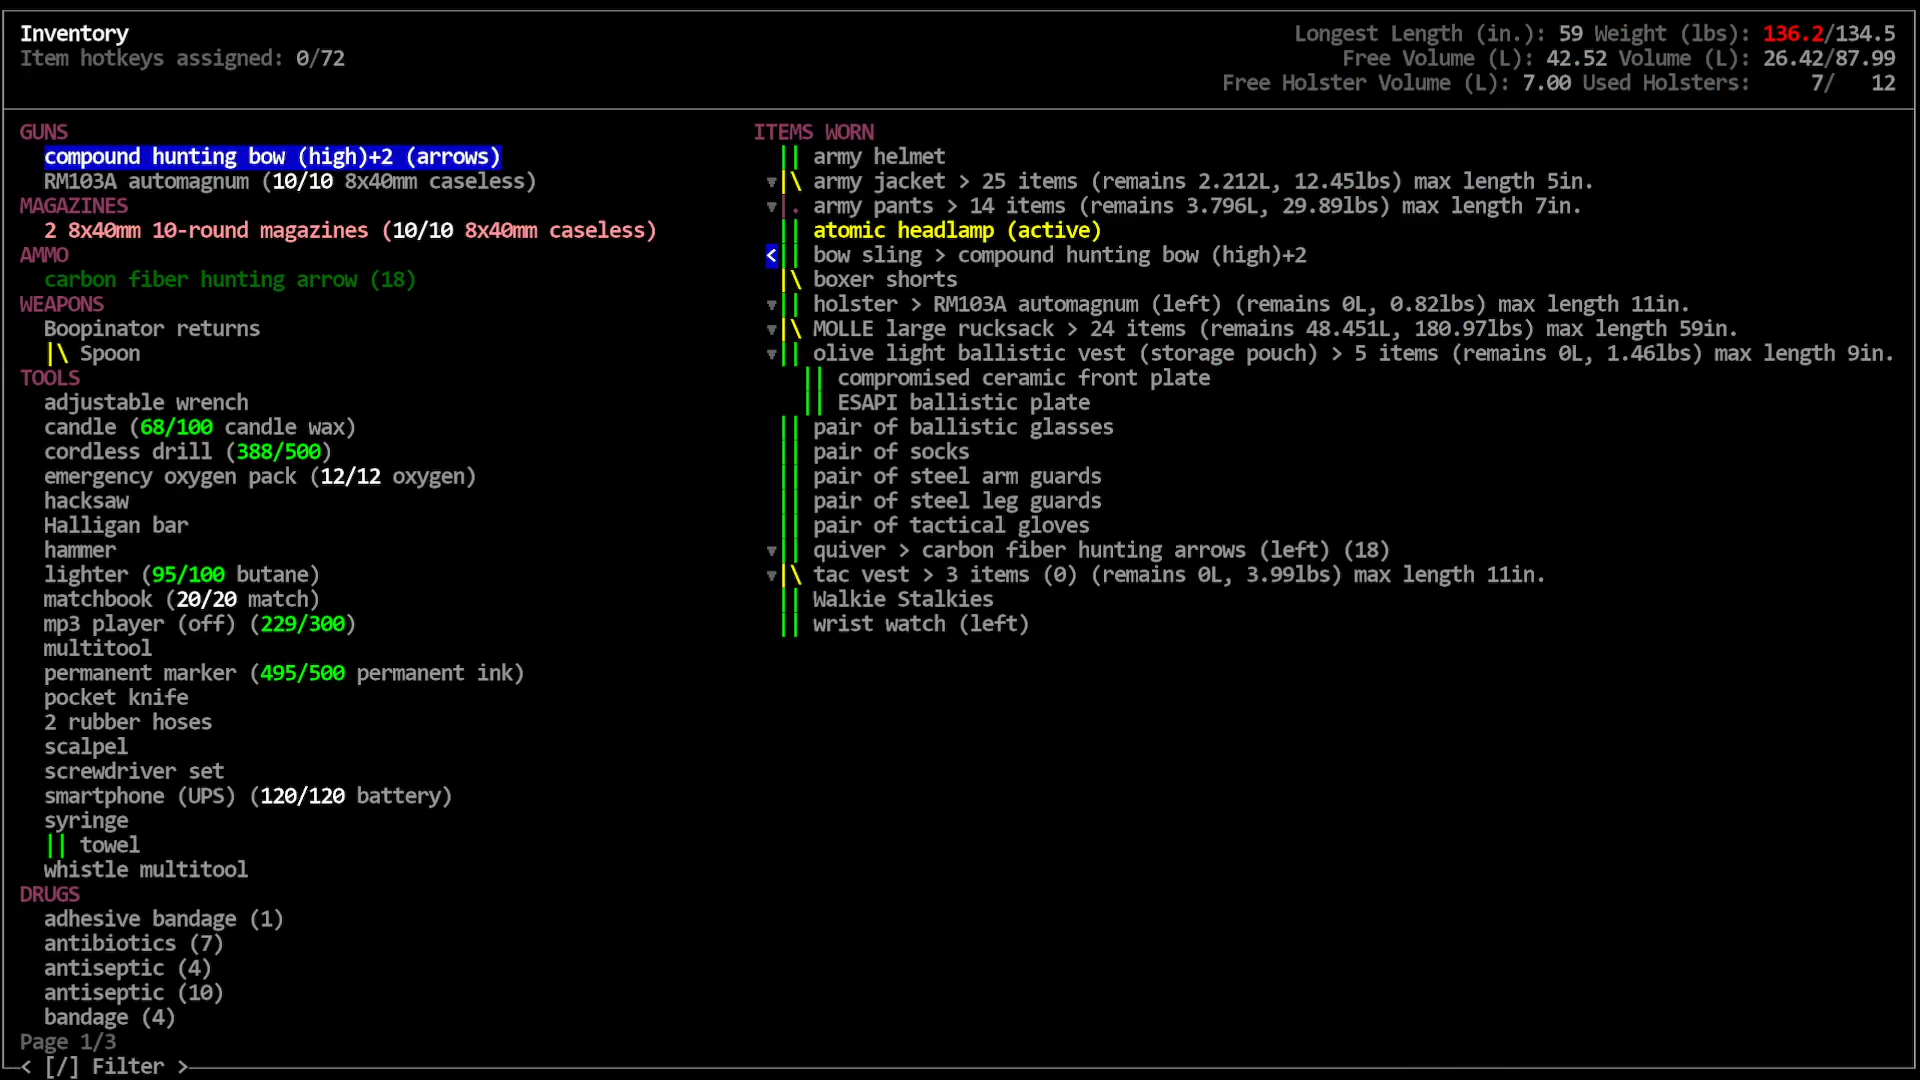 Inventory
Item hotkeys assigned: 0/72
Longest Length (in.): 59 Weight (lbs): 136.2/134.5
Free Volume (L): 42.52 Volume (L): 26.42/87.99
Free Holster Volume (L): 7.00 Used Holsters: 7/ 12
GUNS
compound hunting bow (high)+2 (arrows)
RM103A automagnum (10/10 8x40mm caseless)
MAGAZINES
2 8x40mm 10-round magazines (10/10 8x40mm caseless)
AMMO
carbon fiber hunting arrow (18)
WEAPONS
Boopinator returns
|\ Spoon
TOOLS
adjustable wrench
candle (68/100 candle wax)
cordless drill (388/500)
emergency oxygen pack (12/12 oxygen)
hacksaw
Halligan bar
hammer
lighter (95/100 butane)
matchbook (20/20 match)
mp3 player (off) (229/300)
multitool
permanent marker (495/500 permanent ink)
pocket knife
2 rubber hoses
scalpel
screwdriver set
smartphone (UPS) (120/120 battery)
syringe
|| towel
whistle multitool
DRUGS
adhesive bandage (1)
antibiotics (7)
antiseptic (4)
antiseptic (10)
bandage (4)
Page 1/3
< [/] Filter >
ITEMS WORN
|| army helmet
▼|\ army jacket > 25 items (remains 2.212L, 12.45lbs) max length 5in.
▼|. army pants > 14 items (remains 3.796L, 29.89lbs) max length 7in.
|| atomic headlamp (active)
<|| bow sling > compound hunting bow (high)+2
|\ boxer shorts
▼|| holster > RM103A automagnum (left) (remains 0L, 0.82lbs) max length 11in.
▼|\ MOLLE large rucksack > 24 items (remains 48.451L, 180.97lbs) max length 59in.
▼|| olive light ballistic vest (storage pouch) > 5 items (remains 0L, 1.46lbs) max length 9in.
|| compromised ceramic front plate
|| ESAPI ballistic plate
|| pair of ballistic glasses
|| pair of socks
|| pair of steel arm guards
|| pair of steel leg guards
|| pair of tactical gloves
▼|| quiver > carbon fiber hunting arrows (left) (18)
▼|\ tac vest > 3 items (0) (remains 0L, 3.99lbs) max length 11in.
|| Walkie Stalkies
|| wrist watch (left)